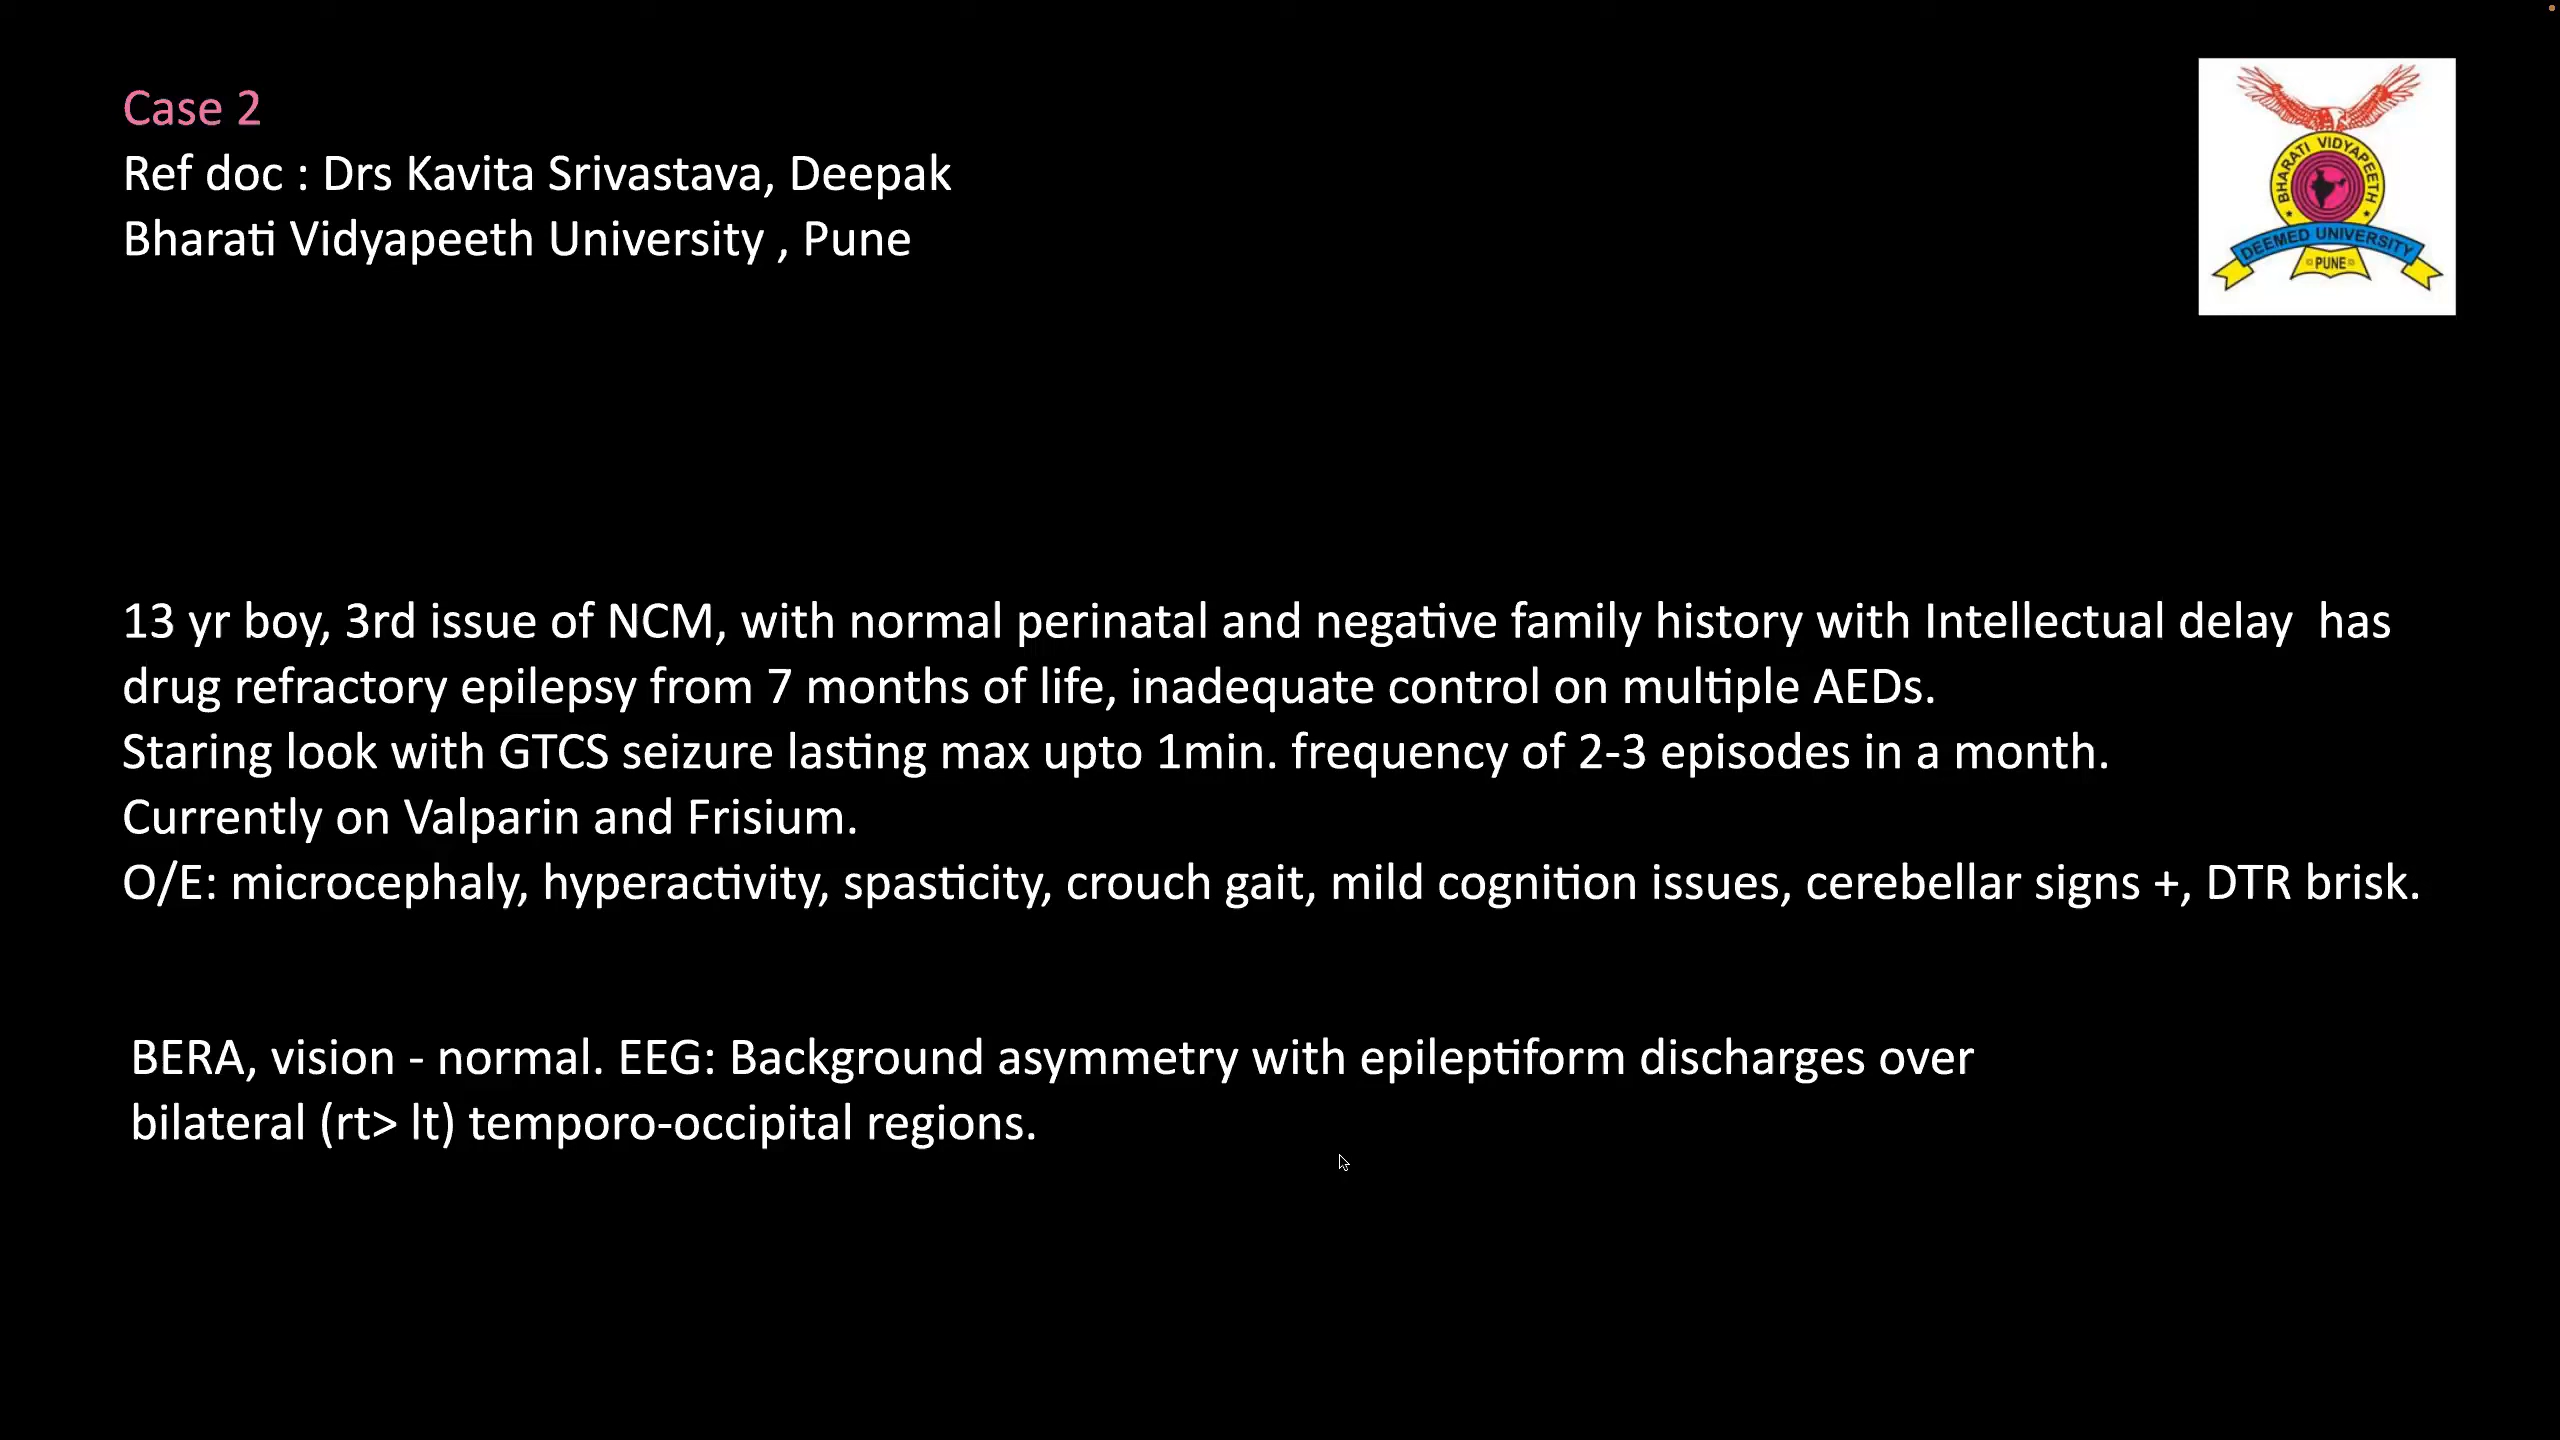 Case 2
Ref doc : Drs Kavita Srivastava, Deepak
Bharati Vidyapeeth University , Pune
BHARATI VIDYAPEETH
DEEMED UNIVERSITY
PUNE
13 yr boy, 3rd issue of NCM, with normal perinatal and negative family history with Intellectual delay  has
drug refractory epilepsy from 7 months of life, inadequate control on multiple AEDs.
Staring look with GTCS seizure lasting max upto 1min. frequency of 2-3 episodes in a month.
Currently on Valparin and Frisium.
O/E: microcephaly, hyperactivity, spasticity, crouch gait, mild cognition issues, cerebellar signs +, DTR brisk.
BERA, vision - normal. EEG: Background asymmetry with epileptiform discharges over
bilateral (rt> lt) temporo-occipital regions.